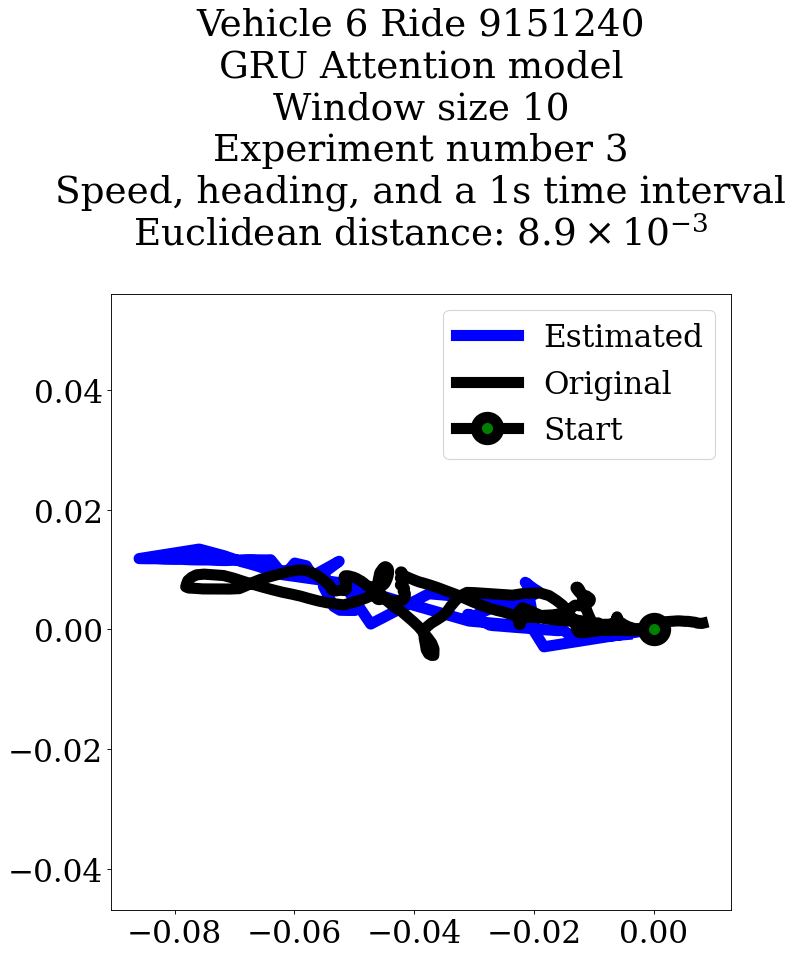 Vehicle 6 Ride 9151240
GRU Attention model
Window size 10
Experiment number 3
Speed, heading, and a 1s time interval
Euclidean distance: 8.9 × 10⁻³
Estimated
Original
Start
0.04
0.02
0.00
−0.02
−0.04
−0.08 −0.06 −0.04 −0.02 0.00